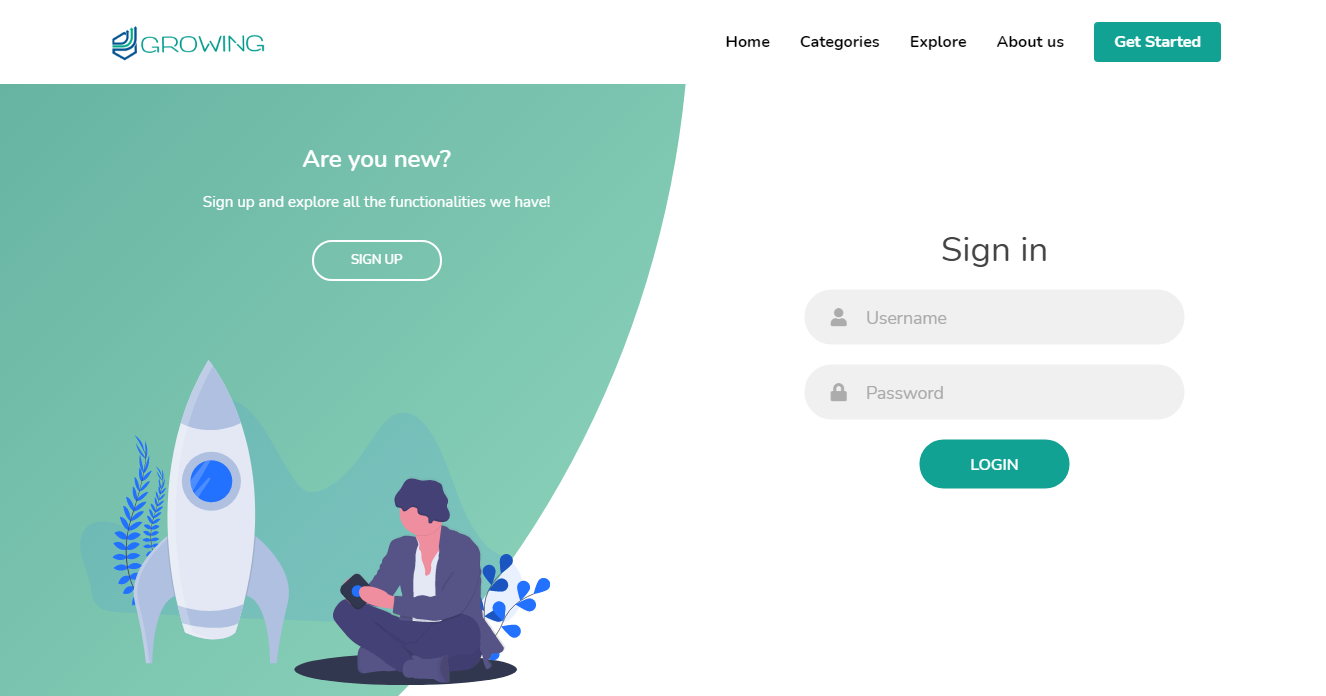 GROWING
Home Categories Explore About us Get Started
Are you new?
Sign up and explore all the functionalities we have!
SIGN UP
Sign in
Username
Password
LOGIN